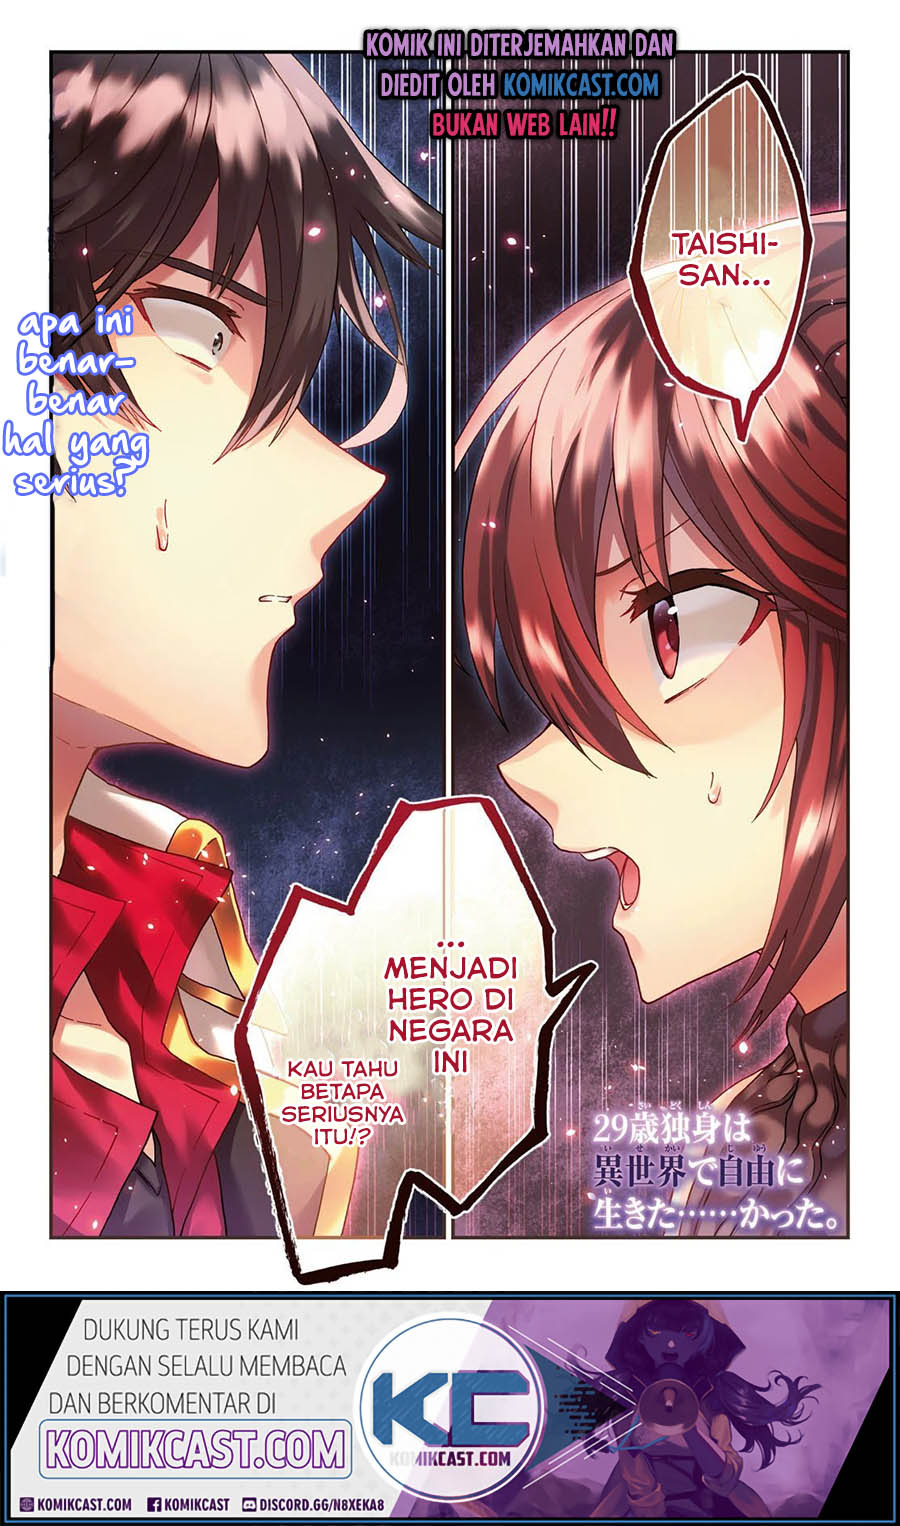 KOMIK INI DITERJEMAHKAN DAN
DIEDIT OLEH KOMIKCAST.COM
BUKAN WEB LAIN!!
TAISHI-
SAN...
apa ini
benar-
benar
hal yang
serius?
...
MENJADI
HERO DI
NEGARA
INI
KAU TAHU
BETAPA
SERIUSNYA
ITU!?
29歳独身は
異世界で自由に
生きた……かった。
DUKUNG TERUS KAMI
DENGAN SELALU MEMBACA
DAN BERKOMENTAR DI
KOMIKCAST.COM
KC
KOMIKCAST.COM
KOMIKCAST.COM KOMIKCAST DISCORD.GG/N8XEKA8